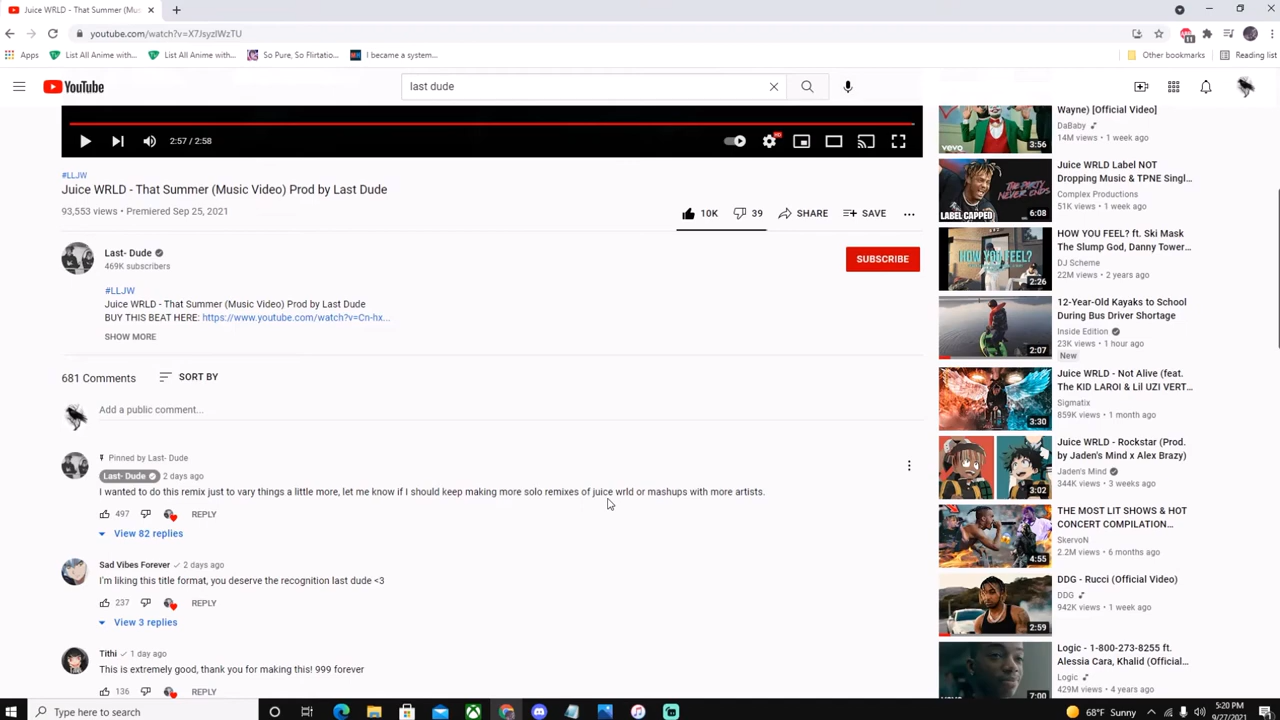 Juice WRLD - That Summer (Mus
youtube.com/watch?v=X7JsyzlWzTU
11
Apps
List All Anime with...
List All Anime with...
So Pure, So Flirtatio...
I became a system...
Other bookmarks
Reading list
YouTube
last dude
2:57 / 2:58
HD
#LLJW
Juice WRLD - That Summer (Music Video) Prod by Last Dude
93,553 views • Premiered Sep 25, 2021
10K
39
SHARE
SAVE
Last- Dude
469K subscribers
SUBSCRIBE
#LLJW
Juice WRLD - That Summer (Music Video) Prod by Last Dude
BUY THIS BEAT HERE: https://www.youtube.com/watch?v=Cn-hx...
SHOW MORE
681 Comments
SORT BY
Add a public comment...
Pinned by Last- Dude
Last- Dude 2 days ago
I wanted to do this remix just to vary things a little more, let me know if I should keep making more solo remixes of juice wrld or mashups with more artists.
497
REPLY
View 82 replies
Sad Vibes Forever 2 days ago
I'm liking this title format, you deserve the recognition last dude <3
237
REPLY
View 3 replies
Tithi 1 day ago
This is extremely good, thank you for making this! 999 forever
136
REPLY
Wayne) [Official Video]
DaBaby
14M views • 1 week ago
vevo
3:56
Juice WRLD Label NOT
Dropping Music & TPNE Singl...
Complex Productions
51K views • 1 week ago
THE PARTY
NEVER ENDS
LABEL CAPPED
6:08
HOW YOU FEEL? ft. Ski Mask
The Slump God, Danny Tower...
DJ Scheme
22M views • 2 years ago
HOW YOU FEEL?
2:26
12-Year-Old Kayaks to School
During Bus Driver Shortage
Inside Edition
23K views • 1 hour ago
New
2:07
Juice WRLD - Not Alive (feat.
The KID LAROI & Lil UZI VERT...
Sigmatix
859K views • 1 month ago
3:30
Juice WRLD - Rockstar (Prod.
by Jaden's Mind x Alex Brazy)
Jaden's Mind
344K views • 3 weeks ago
3:02
THE MOST LIT SHOWS & HOT
CONCERT COMPILATION...
SkervoN
2.2M views • 6 months ago
4:55
DDG - Rucci (Official Video)
DDG
942K views • 1 week ago
2:59
Logic - 1-800-273-8255 ft.
Alessia Cara, Khalid (Official...
Logic
429M views • 4 years ago
7:00
Type here to search
68°F Sunny
5:20 PM
9/27/2021